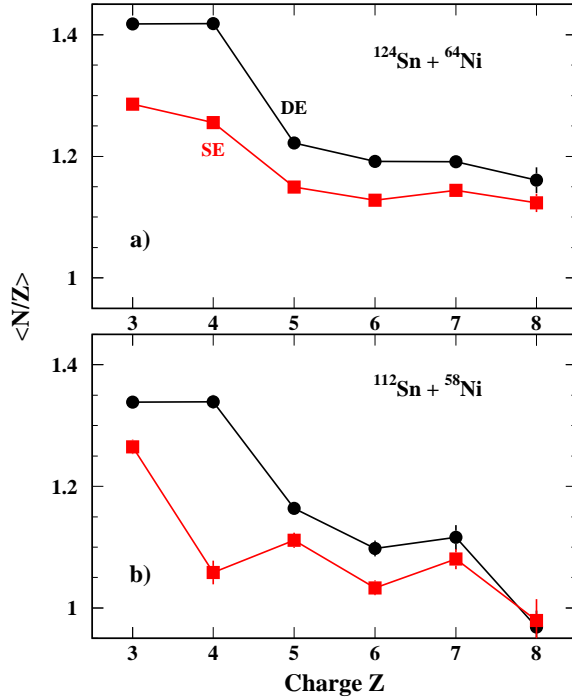 1.4
1.2
1
¹²⁴Sn + ⁶⁴Ni
DE
SE
a)
3 4 5 6 7 8
<N/Z>
1.4
1.2
1
¹¹²Sn + ⁵⁸Ni
b)
3 4 5 6 7 8
Charge Z